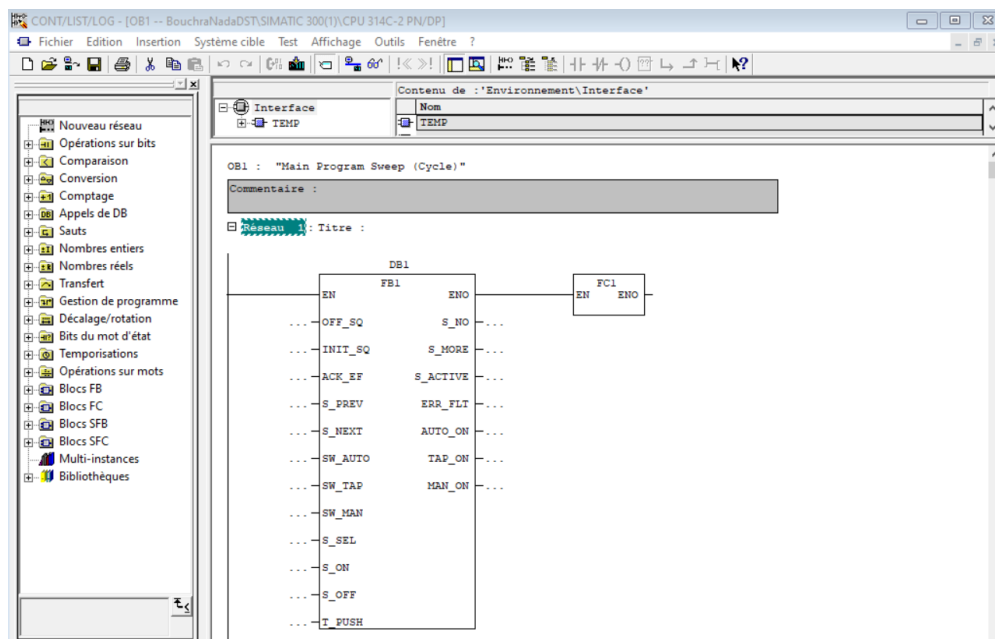 CONT/LIST/LOG - [OB1 -- BouchraNadaDST\SIMATIC 300(1)\CPU 314C-2 PN/DP]
Fichier Edition Insertion Système cible Test Affichage Outils Fenêtre ?
Contenu de :'Environnement\Interface'
Interface
TEMP
Nom
TEMP
Nouveau réseau
Opérations sur bits
Comparaison
Conversion
Comptage
Appels de DB
Sauts
Nombres entiers
Nombres réels
Transfert
Gestion de programme
Décalage/rotation
Bits du mot d'état
Temporisations
Opérations sur mots
Blocs FB
Blocs FC
Blocs SFB
Blocs SFC
Multi-instances
Bibliothèques
OB1 : "Main Program Sweep (Cycle)"
Commentaire :
Réseau 1 : Titre :
DB1
FB1
EN ENO
... OFF_SQ S_NO ...
... INIT_SQ S_MORE ...
... ACK_EF S_ACTIVE ...
... S_PREV ERR_FLT ...
... S_NEXT AUTO_ON ...
... SW_AUTO TAP_ON ...
... SW_TAP MAN_ON ...
... SW_MAN
... S_SEL
... S_ON
... S_OFF
... T_PUSH
FC1
EN ENO